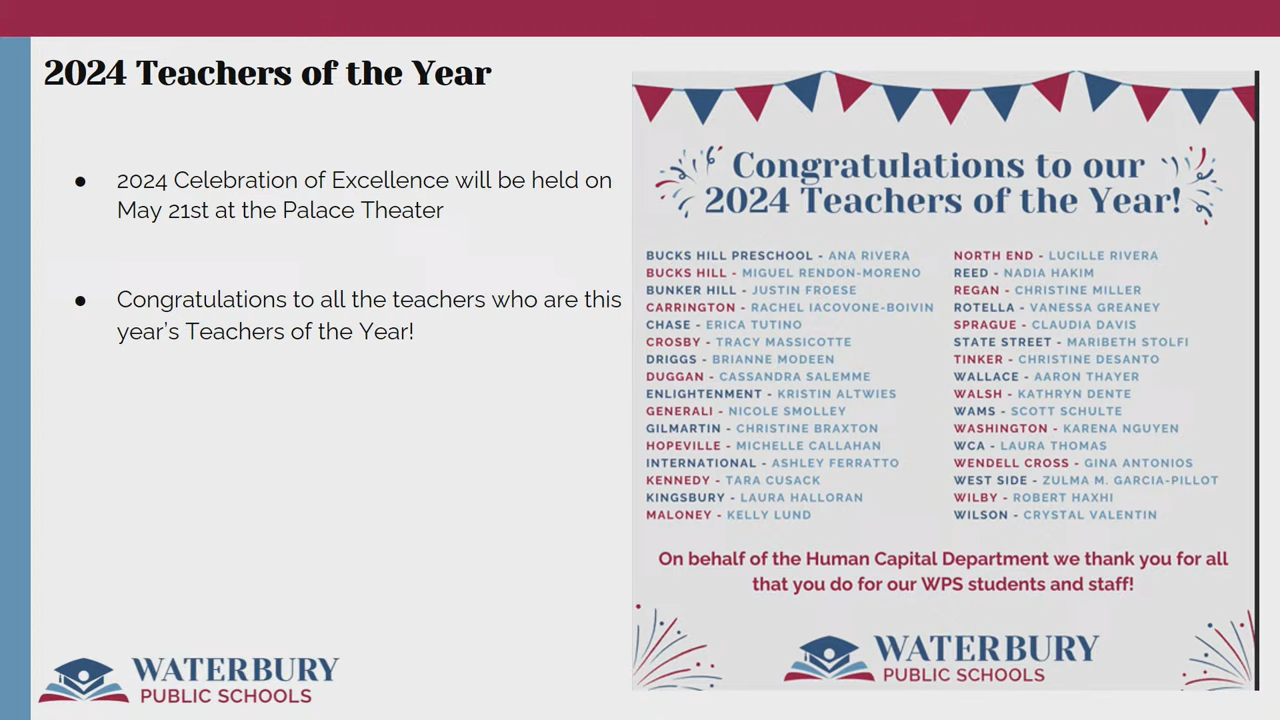 2024 Teachers of the Year
● 2024 Celebration of Excellence will be held on
May 21st at the Palace Theater
● Congratulations to all the teachers who are this
year's Teachers of the Year!
WATERBURY
PUBLIC SCHOOLS
Congratulations to our
2024 Teachers of the Year!
BUCKS HILL PRESCHOOL - ANA RIVERA
BUCKS HILL - MIGUEL RENDON-MORENO
BUNKER HILL - JUSTIN FROESE
CARRINGTON - RACHEL IACOVONE-BOIVIN
CHASE - ERICA TUTINO
CROSBY - TRACY MASSICOTTE
DRIGGS - BRIANNE MODEEN
DUGGAN - CASSANDRA SALEMME
ENLIGHTENMENT - KRISTIN ALTWIES
GENERALI - NICOLE SMOLLEY
GILMARTIN - CHRISTINE BRAXTON
HOPEVILLE - MICHELLE CALLAHAN
INTERNATIONAL - ASHLEY FERRATTO
KENNEDY - TARA CUSACK
KINGSBURY - LAURA HALLORAN
MALONEY - KELLY LUND
NORTH END - LUCILLE RIVERA
REED - NADIA HAKIM
REGAN - CHRISTINE MILLER
ROTELLA - VANESSA GREANEY
SPRAGUE - CLAUDIA DAVIS
STATE STREET - MARIBETH STOLFI
TINKER - CHRISTINE DESANTO
WALLACE - AARON THAYER
WALSH - KATHRYN DENTE
WAMS - SCOTT SCHULTE
WASHINGTON - KARENA NGUYEN
WCA - LAURA THOMAS
WENDELL CROSS - GINA ANTONIOS
WEST SIDE - ZULMA M. GARCIA-PILLOT
WILBY - ROBERT HAXHI
WILSON - CRYSTAL VALENTIN
On behalf of the Human Capital Department we thank you for all
that you do for our WPS students and staff!
WATERBURY
PUBLIC SCHOOLS